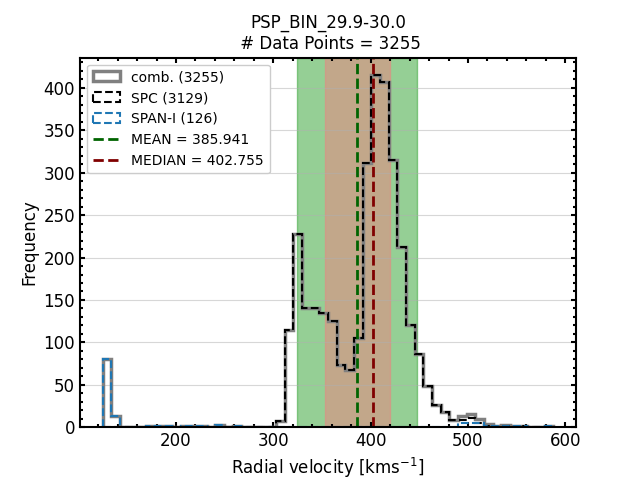 PSP_BIN_29.9-30.0
# Data Points = 3255
comb. (3255)
SPC (3129)
SPAN-I (126)
MEAN = 385.941
MEDIAN = 402.755
Frequency
400
350
300
250
200
150
100
50
0
200
300
400
500
600
Radial velocity [kms⁻¹]